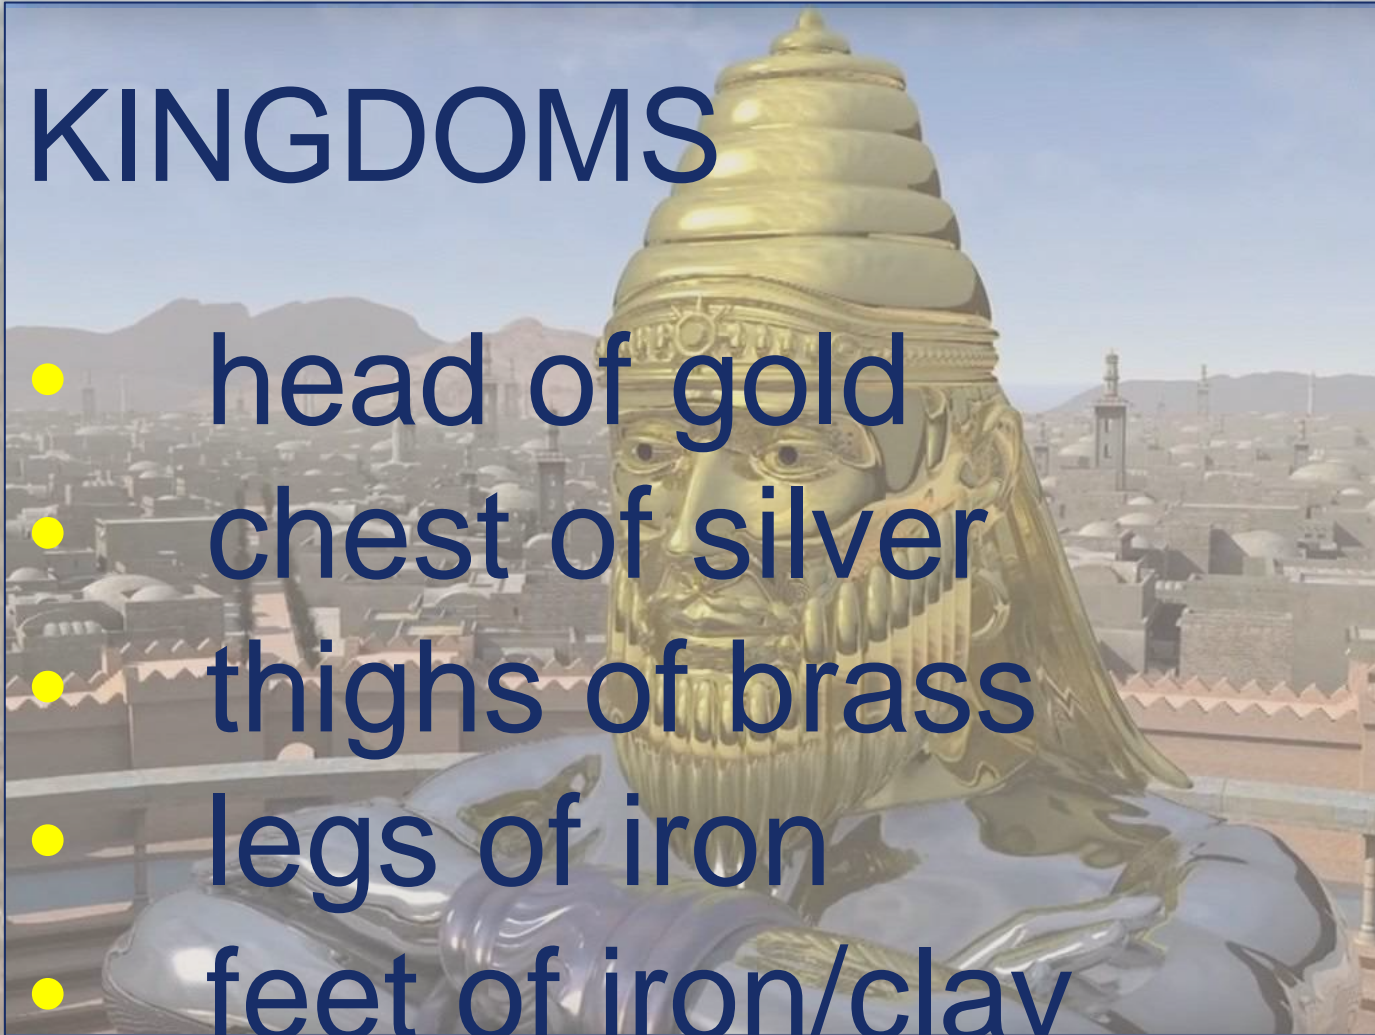 KINGDOMS
• head of gold
• chest of silver
• thighs of brass
• legs of iron
• feet of iron/clay